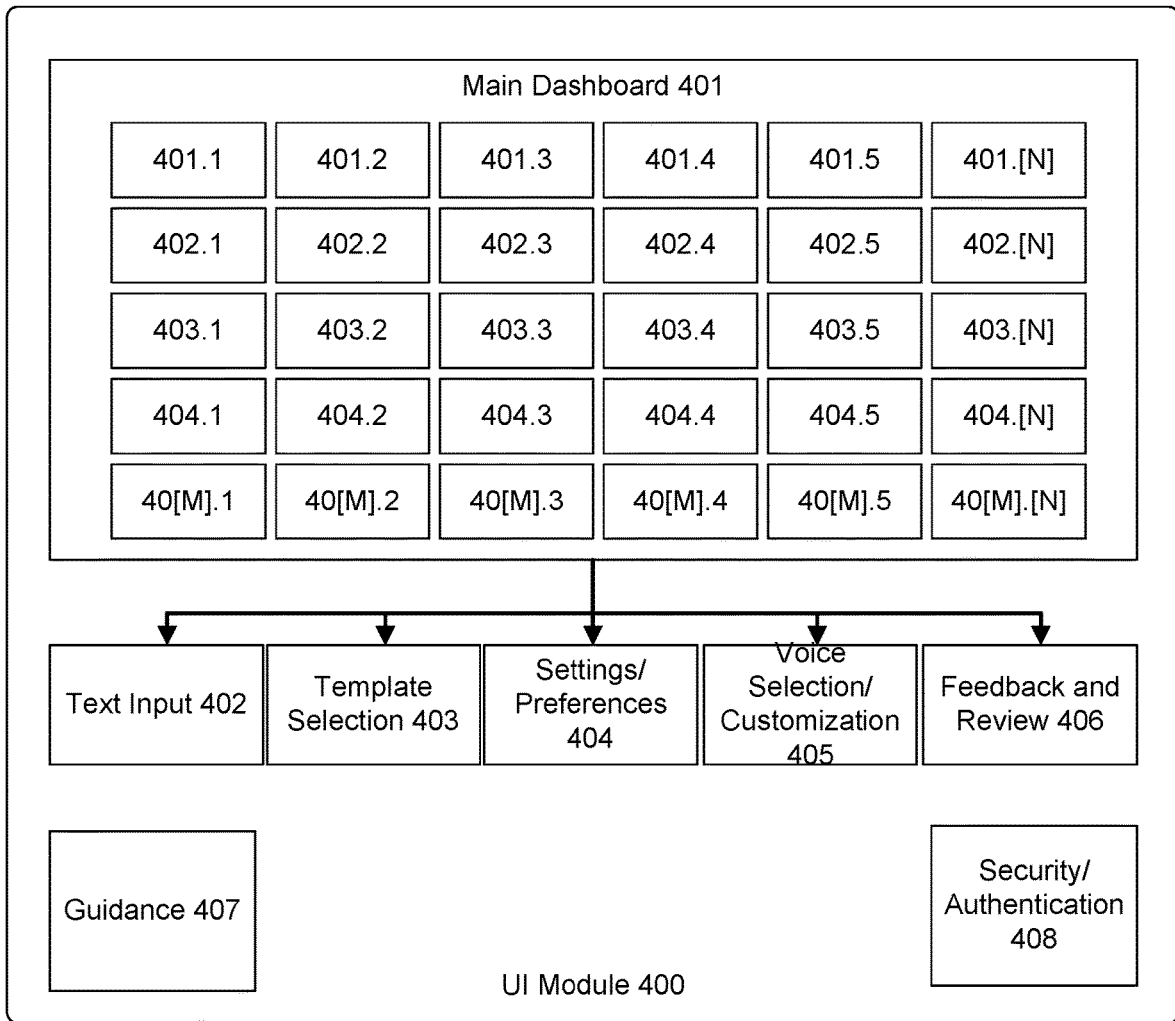 Main Dashboard 401
401.1 401.2 401.3 401.4 401.5 401.[N]
402.1 402.2 402.3 402.4 402.5 402.[N]
403.1 403.2 403.3 403.4 403.5 403.[N]
404.1 404.2 404.3 404.4 404.5 404.[N]
40[M].1 40[M].2 40[M].3 40[M].4 40[M].5 40[M].[N]
Text Input 402
Template
Selection 403
Settings/
Preferences
404
Voice
Selection/
Customization
405
Feedback and
Review 406
Guidance 407
Security/
Authentication
408
UI Module 400